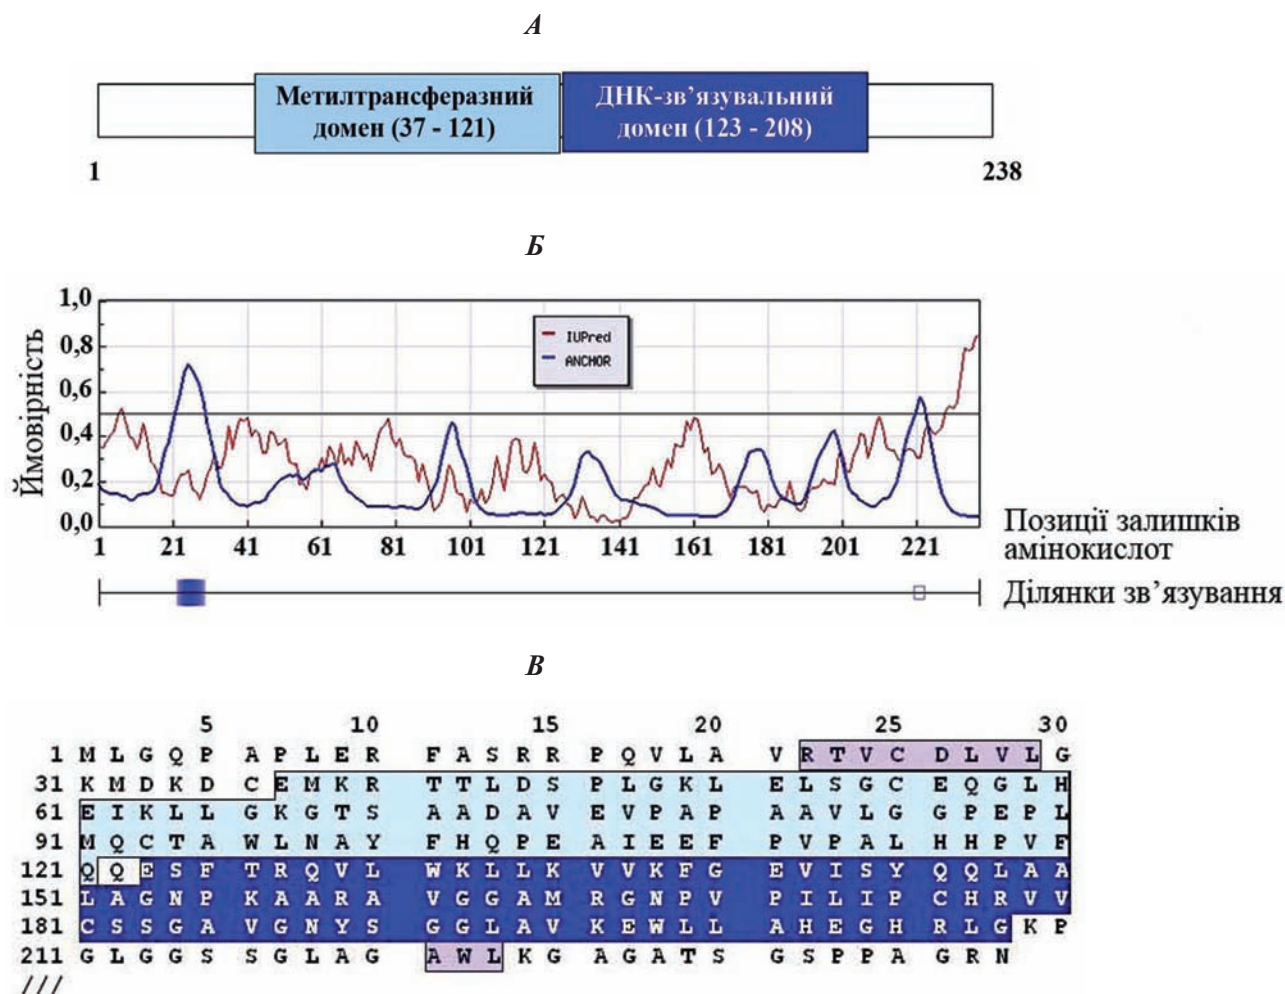 А
Метилтрансферазний
домен (37 - 121)
ДНК-зв’язувальний
домен (123 - 208)
1
238
Б
Ймовірність
1,0
0,8
0,6
0,4
0,2
0,0
IUPred
ANCHOR
1 21 41 61 81 101 121 141 161 181 201 221
Позиції залишків
амінокислот
Ділянки зв’язування
В
5 10 15 20 25 30
1 M L G Q P A P L E R F A S R R P Q V L A V R T V C D L V L G
31 K M D K D C E M K R T T L D S P L G K L E L S G C E Q G L H
61 E I K L L G K G T S A A D A V E V P A P A A V L G G P E P L
91 M Q C T A W L N A Y F H Q P E A I E E F P V P A L H H P V F
121 Q Q E S F T R Q V L W K L L K V V K F G E V I S Y Q Q L A A
151 L A G N P K A A R A V G G A M R G N P V P I L I P C H R V V
181 C S S G A V G N Y S G G L A V K E W L L A H E G H R L G K P
211 G L G G S S G L A G A W L K G A G A T S G S P P A G R N
///